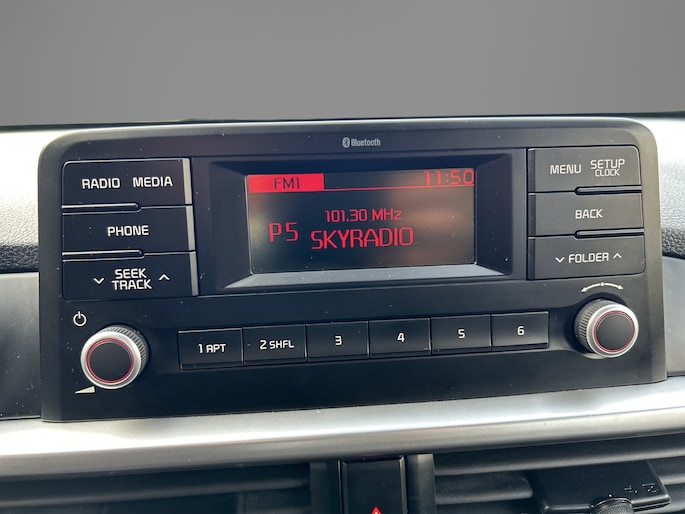 Bluetooth
RADIO MEDIA
FM1 11:50
MENU SETUP
CLOCK
PHONE
101.30 MHz
P5 SKYRADIO
BACK
SEEK
TRACK
FOLDER
1 RPT 2 SHFL 3 4 5 6